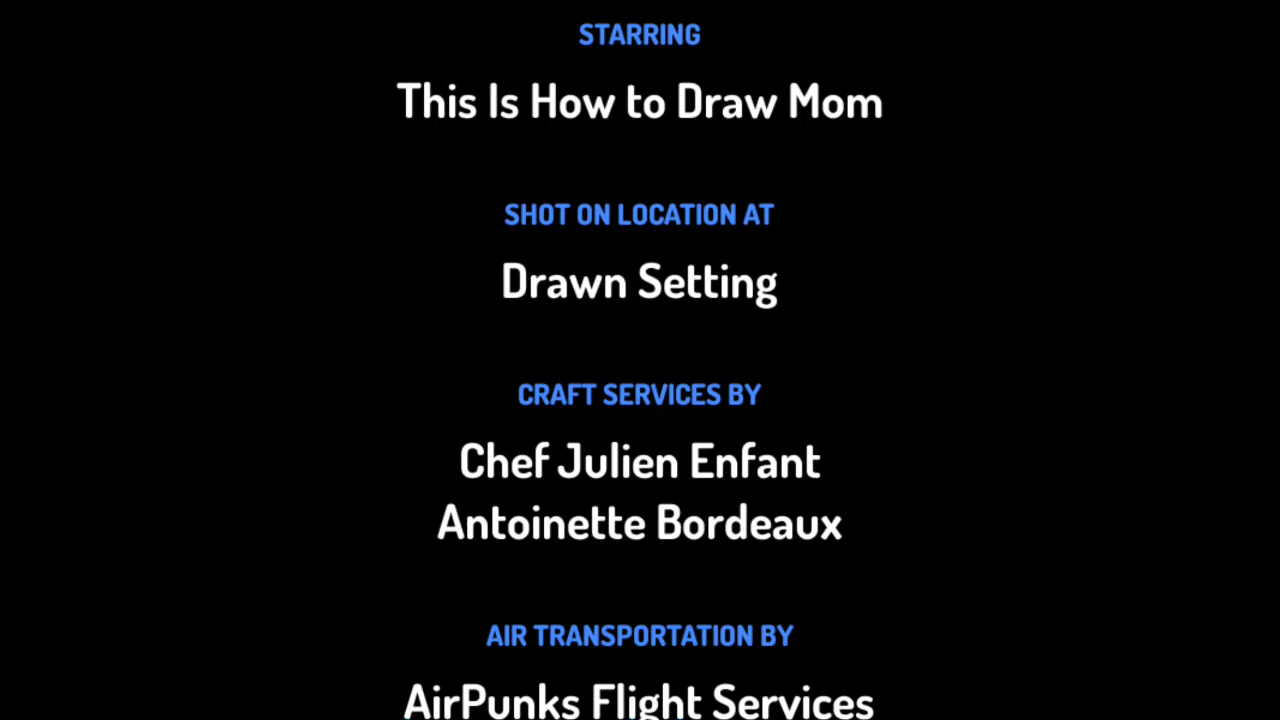 STARRING
This Is How to Draw Mom
SHOT ON LOCATION AT
Drawn Setting
CRAFT SERVICES BY
Chef Julien Enfant
Antoinette Bordeaux
AIR TRANSPORTATION BY
AirPunks Flight Services